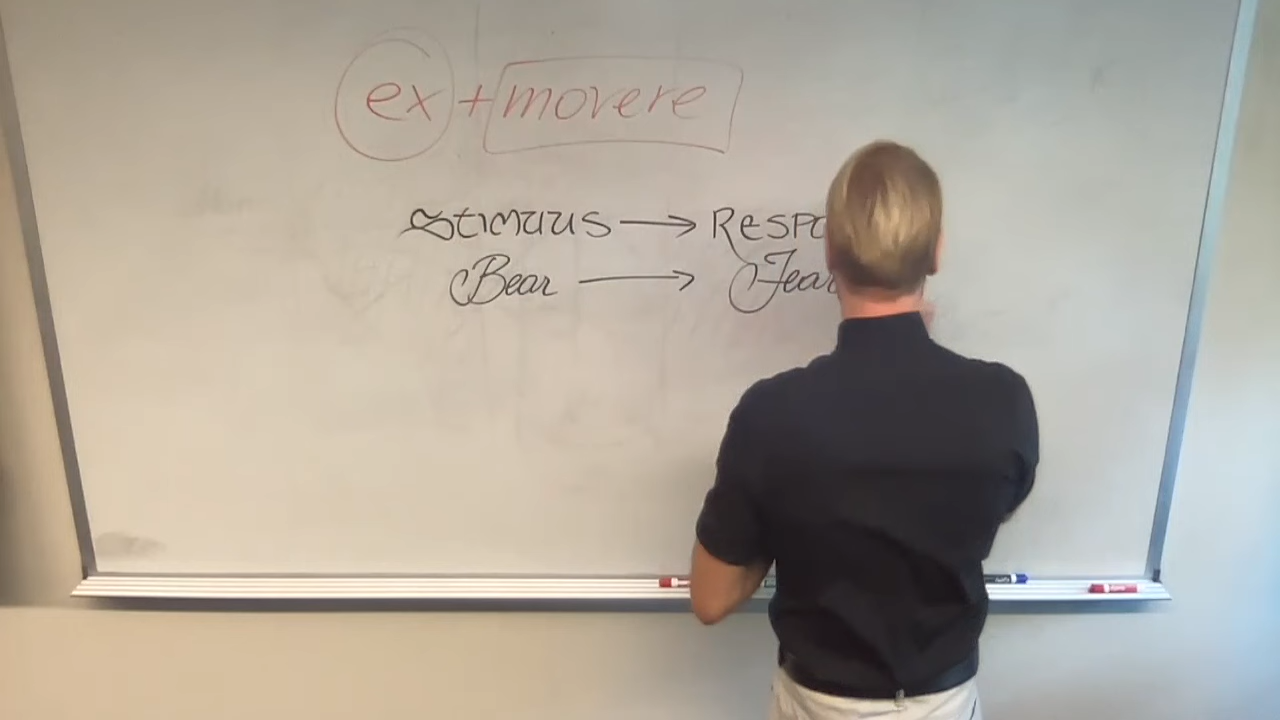 ex + movere
Stimulus → Respo
Bear → Fear